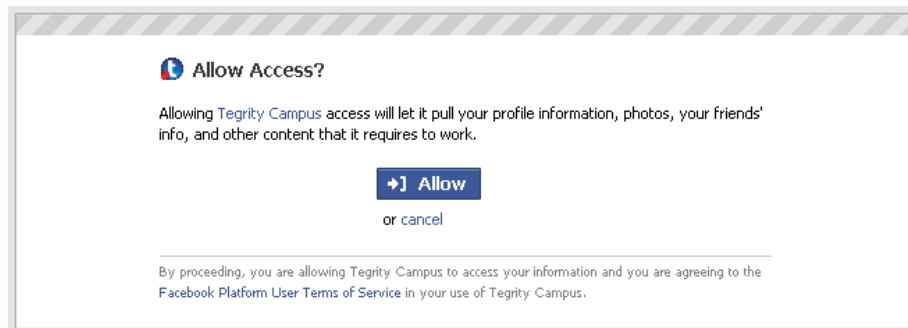 Allow Access?
Allowing Tegrity Campus access will let it pull your profile information, photos, your friends'
info, and other content that it requires to work.
Allow
or cancel
By proceeding, you are allowing Tegrity Campus to access your information and you are agreeing to the
Facebook Platform User Terms of Service in your use of Tegrity Campus.